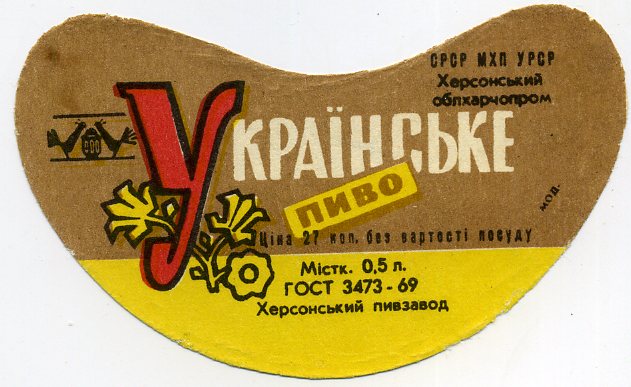 СРСР МХП УРСР
Херсонський
обпхарчопром
УКРАЇНСЬКЕ
ПИВО
МОД.
Ціна 27 коп. без вартості посуду
Містк. 0,5 л.
ГОСТ 3473-69
Херсонський пивзавод